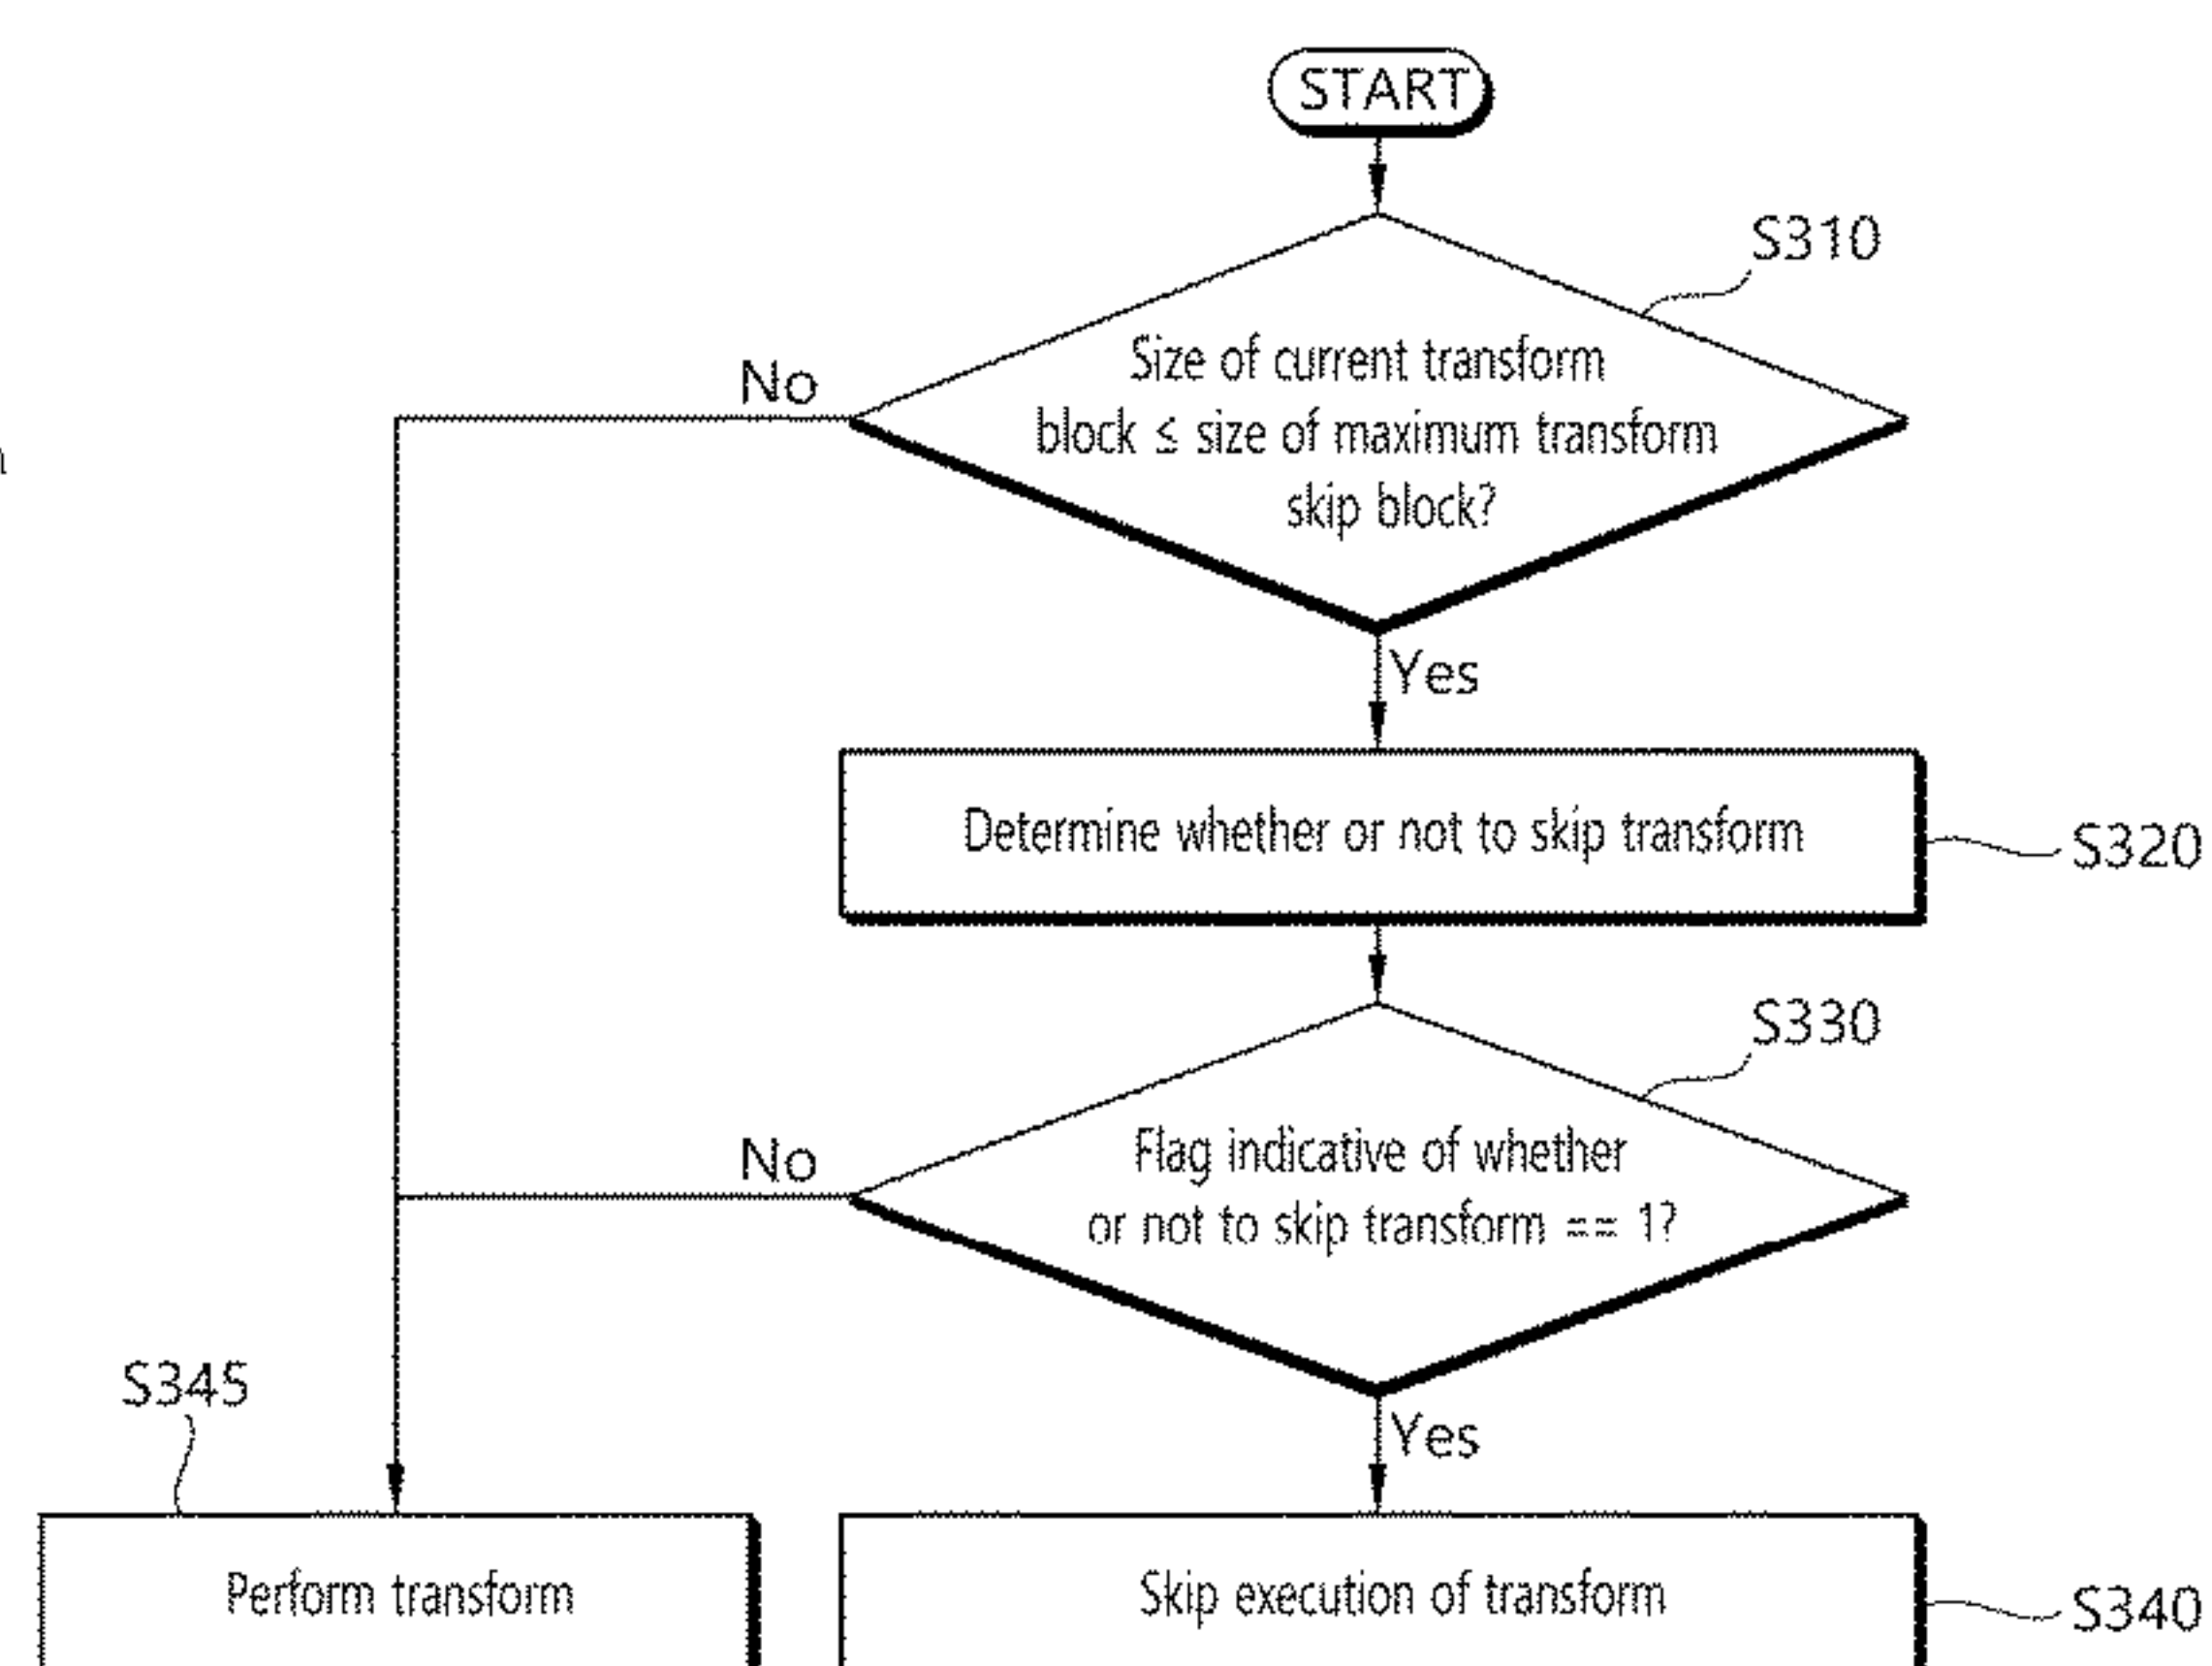 START
S310
Size of current transform
block ≤ size of maximum transform
skip block?
No
Yes
Determine whether or not to skip transform
S320
S330
Flag indicative of whether
or not to skip transform == 1?
No
Yes
S345
Perform transform
Skip execution of transform
S340